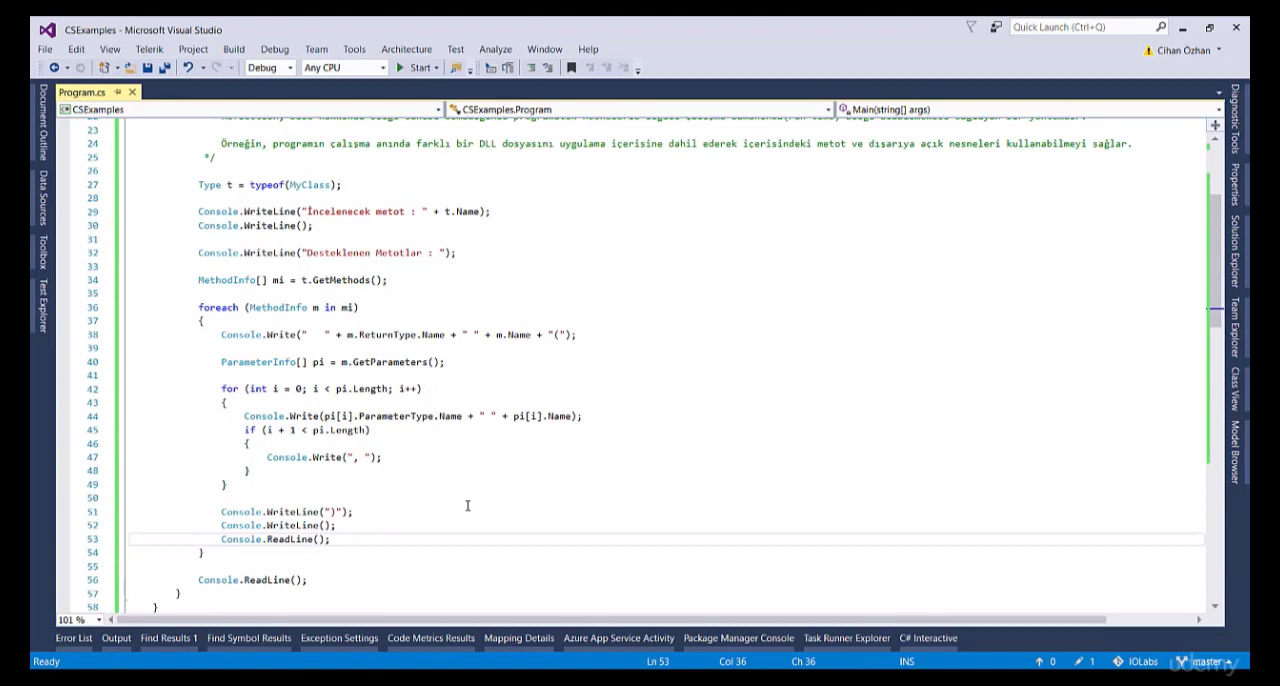 CSExamples - Microsoft Visual Studio
Quick Launch (Ctrl+Q)
File Edit View Telerik Project Build Debug Team Tools Architecture Test Analyze Window Help
Cihan Özhan
Debug Any CPU Start
Program.cs
CSExamples CSExamples.Program Main(string[] args)
Document Outline
Data Sources
Toolbox
Test Explorer
23
24 Örneğin, programın çalışma anında farklı bir DLL dosyasını uygulama içerisine dahil ederek içerisindeki metot ve dışarıya açık nesneleri kullanabilmeyi sağlar.
25 */
26
27 Type t = typeof(MyClass);
28
29 Console.WriteLine("İncelenecek metot : " + t.Name);
30 Console.WriteLine();
31
32 Console.WriteLine("Desteklenen Metotlar : ");
33
34 MethodInfo[] mi = t.GetMethods();
35
36 foreach (MethodInfo m in mi)
37 {
38 Console.Write("   " + m.ReturnType.Name + " " + m.Name + "(");
39
40 ParameterInfo[] pi = m.GetParameters();
41
42 for (int i = 0; i < pi.Length; i++)
43 {
44 Console.Write(pi[i].ParameterType.Name + " " + pi[i].Name);
45 if (i + 1 < pi.Length)
46 {
47 Console.Write(", ");
48 }
49 }
50
51 Console.WriteLine(")");
52 Console.WriteLine();
53 Console.ReadLine();
54 }
55
56 Console.ReadLine();
57 }
58 }
Diagnostic Tools
Properties
Solution Explorer
Team Explorer
Class View
Model Browser
101 %
Error List Output Find Results 1 Find Symbol Results Exception Settings Code Metrics Results Mapping Details Azure App Service Activity Package Manager Console Task Runner Explorer C# Interactive
Ready Ln 53 Col 36 Ch 36 INS 0 1 IOLabs master
udemy